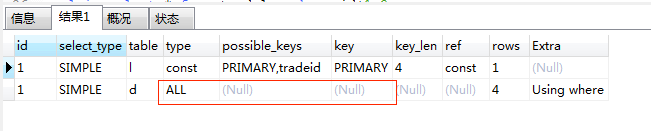 信息 结果1 概况 状态
id select_type table type possible_keys key key_len ref rows Extra
1 SIMPLE l const PRIMARY,tradeid PRIMARY 4 const 1 (Null)
1 SIMPLE d ALL (Null) (Null) (Null) (Null) 4 Using where